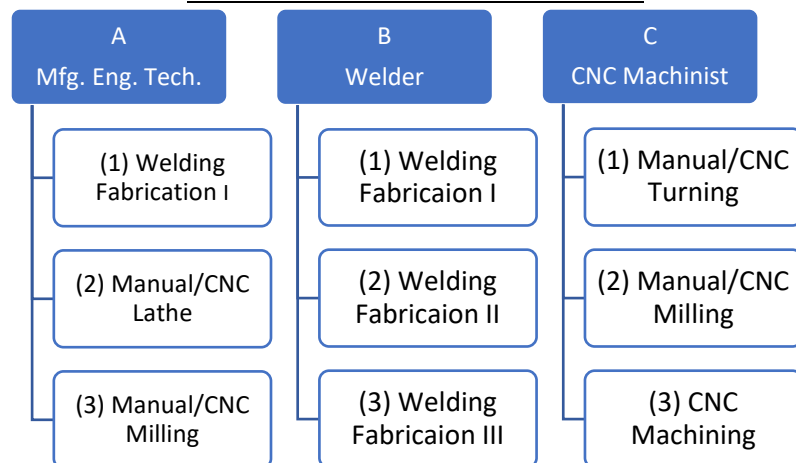 A
Mfg. Eng. Tech.
(1) Welding
Fabrication I
(2) Manual/CNC
Lathe
(3) Manual/CNC
Milling
B
Welder
(1) Welding
Fabricaion I
(2) Welding
Fabricaion II
(3) Welding
Fabricaion III
C
CNC Machinist
(1) Manual/CNC
Turning
(2) Manual/CNC
Milling
(3) CNC
Machining